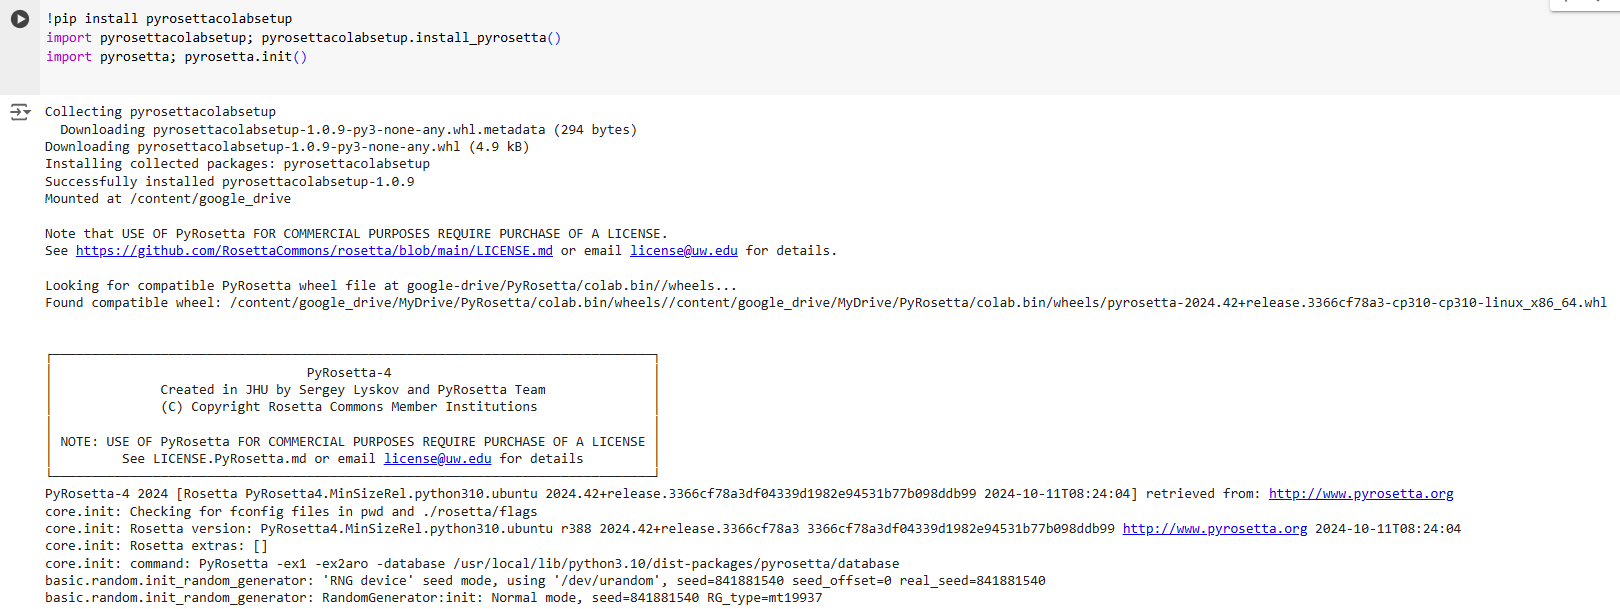 !pip install pyrosettacolabsetup
import pyrosettacolabsetup; pyrosettacolabsetup.install_pyrosetta()
import pyrosetta; pyrosetta.init()
Collecting pyrosettacolabsetup
  Downloading pyrosettacolabsetup-1.0.9-py3-none-any.whl.metadata (294 bytes)
Downloading pyrosettacolabsetup-1.0.9-py3-none-any.whl (4.9 kB)
Installing collected packages: pyrosettacolabsetup
Successfully installed pyrosettacolabsetup-1.0.9
Mounted at /content/google_drive
Note that USE OF PyRosetta FOR COMMERCIAL PURPOSES REQUIRE PURCHASE OF A LICENSE.
See https://github.com/RosettaCommons/rosetta/blob/main/LICENSE.md or email license@uw.edu for details.
Looking for compatible PyRosetta wheel file at google-drive/PyRosetta/colab.bin//wheels...
Found compatible wheel: /content/google_drive/MyDrive/PyRosetta/colab.bin/wheels//content/google_drive/MyDrive/PyRosetta/colab.bin/wheels/pyrosetta-2024.42+release.3366cf78a3-cp310-cp310-linux_x86_64.whl
PyRosetta-4
Created in JHU by Sergey Lyskov and PyRosetta Team
(C) Copyright Rosetta Commons Member Institutions
NOTE: USE OF PyRosetta FOR COMMERCIAL PURPOSES REQUIRE PURCHASE OF A LICENSE
See LICENSE.PyRosetta.md or email license@uw.edu for details
PyRosetta-4 2024 [Rosetta PyRosetta4.MinSizeRel.python310.ubuntu 2024.42+release.3366cf78a3df04339d1982e94531b77b098ddb99 2024-10-11T08:24:04] retrieved from: http://www.pyrosetta.org
core.init: Checking for fconfig files in pwd and ./rosetta/flags
core.init: Rosetta version: PyRosetta4.MinSizeRel.python310.ubuntu r388 2024.42+release.3366cf78a3 3366cf78a3df04339d1982e94531b77b098ddb99 http://www.pyrosetta.org 2024-10-11T08:24:04
core.init: Rosetta extras: []
core.init: command: PyRosetta -ex1 -ex2aro -database /usr/local/lib/python3.10/dist-packages/pyrosetta/database
basic.random.init_random_generator: 'RNG device' seed mode, using '/dev/urandom', seed=841881540 seed_offset=0 real_seed=841881540
basic.random.init_random_generator: RandomGenerator:init: Normal mode, seed=841881540 RG_type=mt19937